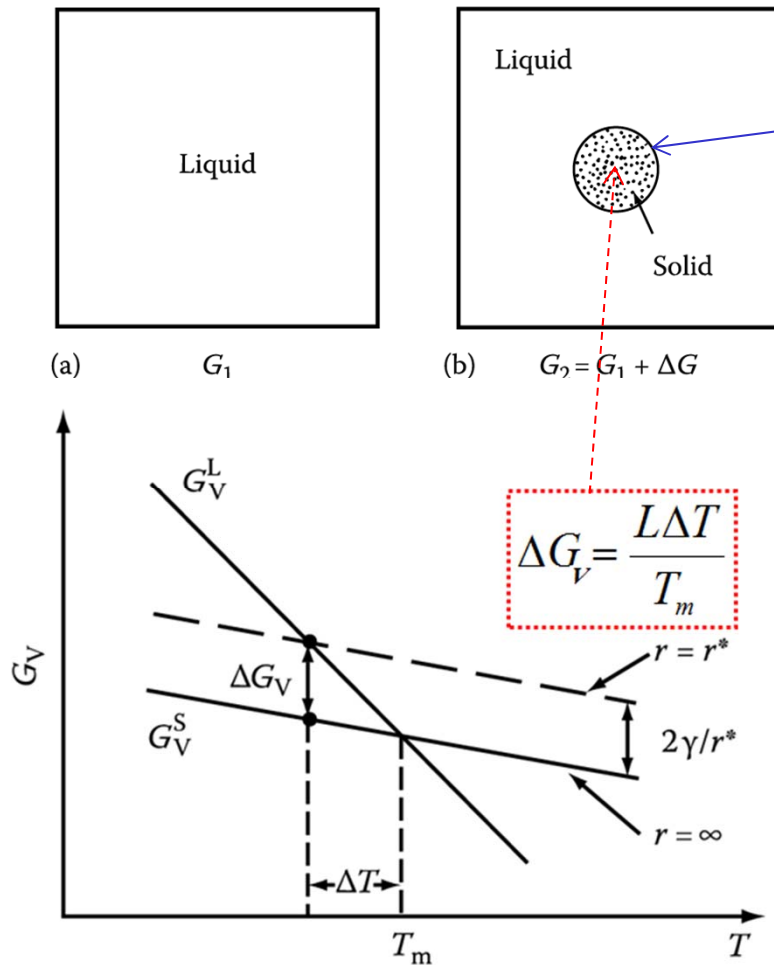 Liquid
Liquid
Solid
(a) G₁
(b) G₂ = G₁ + ΔG
G_V^L
ΔG_V = LΔT / T_m
r = r*
G_V
ΔG_V
G_V^S
2γ/r*
r = ∞
ΔT
T_m
T